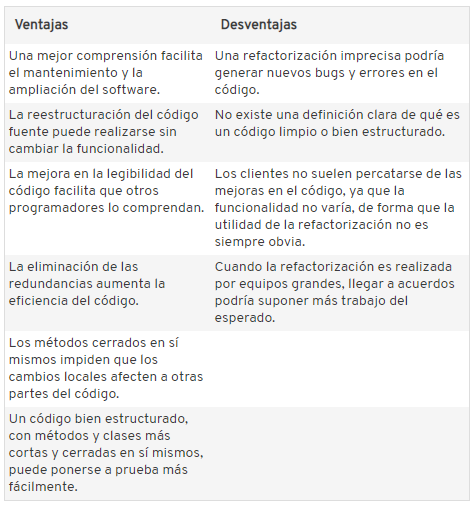 Ventajas
Desventajas
Una mejor comprensión facilita
el mantenimiento y la
ampliación del software.
Una refactorización imprecisa podría
generar nuevos bugs y errores en el
código.
La reestructuración del código
fuente puede realizarse sin
cambiar la funcionalidad.
No existe una definición clara de qué es
un código limpio o bien estructurado.
La mejora en la legibilidad del
código facilita que otros
programadores lo comprendan.
Los clientes no suelen percatarse de las
mejoras en el código, ya que la
funcionalidad no varía, de forma que la
utilidad de la refactorización no es
siempre obvia.
La eliminación de las
redundancias aumenta la
eficiencia del código.
Cuando la refactorización es realizada
por equipos grandes, llegar a acuerdos
podría suponer más trabajo del
esperado.
Los métodos cerrados en sí
mismos impiden que los
cambios locales afecten a otras
partes del código.
Un código bien estructurado,
con métodos y clases más
cortas y cerradas en sí mismos,
puede ponerse a prueba más
fácilmente.